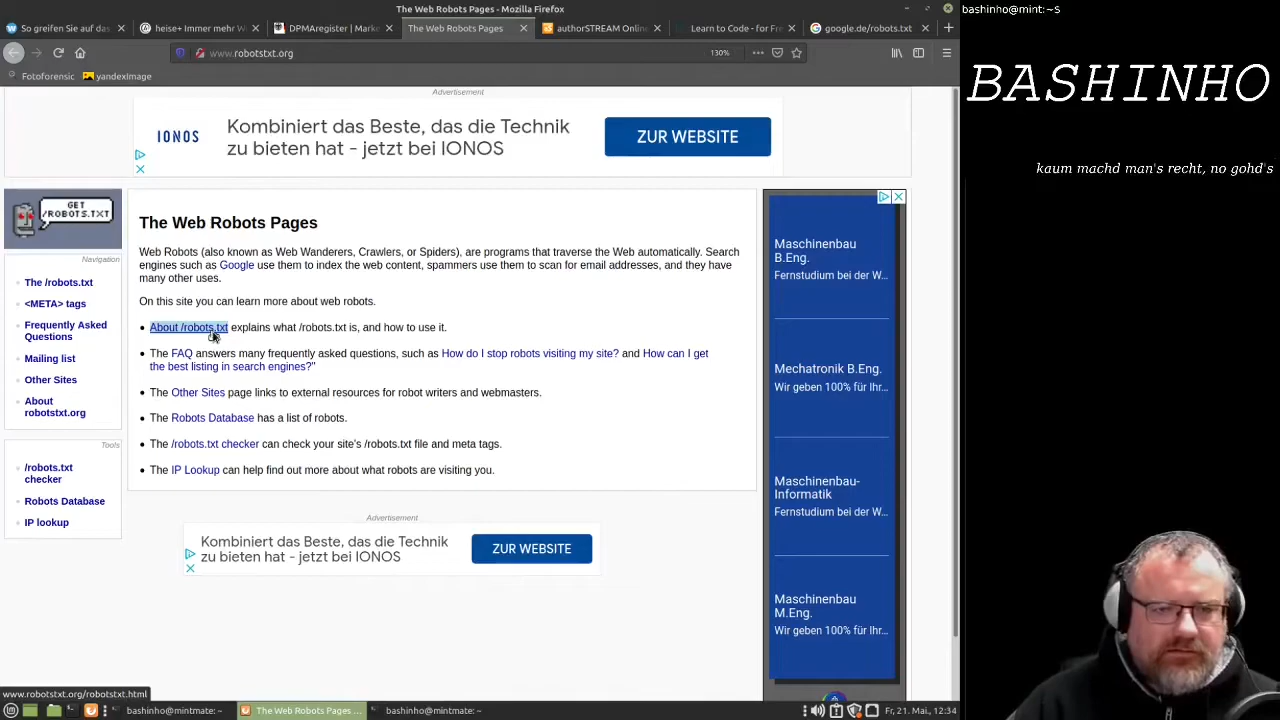 The Web Robots Pages - Mozilla Firefox
bashino@mint:~$
So greifen Sie auf das
heise+ Immer mehr W
DPMAregister | Mark
The Web Robots Pages
authorSTREAM Onlin
Learn to Code - for Fre
google.de/robots.txt
www.robotstxt.org
130%
Fotoforensic
yandexImage
BASHINHO
kaum machd man's recht, no gohd's
Advertisement
IONOS
Kombiniert das Beste, das die Technik
zu bieten hat - jetzt bei IONOS
ZUR WEBSITE
GET
/ROBOTS.TXT
Navigation
The /robots.txt
<META> tags
Frequently Asked
Questions
Mailing list
Other Sites
About
robotstxt.org
Tools
/robots.txt
checker
Robots Database
IP lookup
The Web Robots Pages
Web Robots (also known as Web Wanderers, Crawlers, or Spiders), are programs that traverse the Web automatically. Search
engines such as Google use them to index the web content, spammers use them to scan for email addresses, and they have
many other uses.
On this site you can learn more about web robots.
About /robots.txt explains what /robots.txt is, and how to use it.
The FAQ answers many frequently asked questions, such as How do I stop robots visiting my site? and How can I get
the best listing in search engines?"
The Other Sites page links to external resources for robot writers and webmasters.
The Robots Database has a list of robots.
The /robots.txt checker can check your site's /robots.txt file and meta tags.
The IP Lookup can help find out more about what robots are visiting you.
Advertisement
Kombiniert das Beste, das die Technik
zu bieten hat - jetzt bei IONOS
ZUR WEBSITE
Maschinenbau
B.Eng.
Fernstudium bei der W...
Mechatronik B.Eng.
Wir geben 100% für Ihr...
Maschinenbau-
Informatik
Fernstudium bei der W...
Maschinenbau
M.Eng.
Wir geben 100% für Ihr...
www.robotstxt.org/robotstxt.html
bashinho@mintmate: ~
The Web Robots Pages ...
bashinho@mintmate: ~
Fr, 21. Mai., 12:34